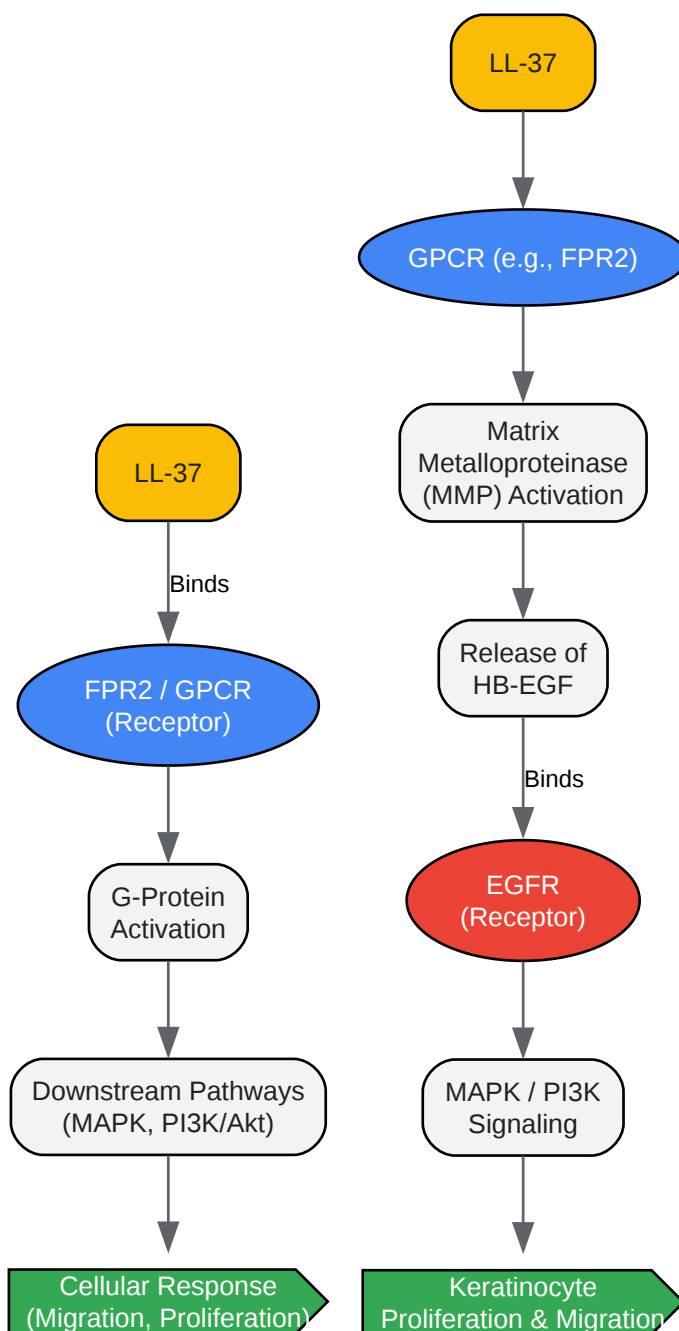 LL-37
Binds
FPR2 / GPCR
(Receptor)
G-Protein
Activation
Downstream Pathways
(MAPK, PI3K/Akt)
Cellular Response
(Migration, Proliferation)
LL-37
GPCR (e.g., FPR2)
Matrix
Metalloproteinase
(MMP) Activation
Release of
HB-EGF
Binds
EGFR
(Receptor)
MAPK / PI3K
Signaling
Keratinocyte
Proliferation & Migration